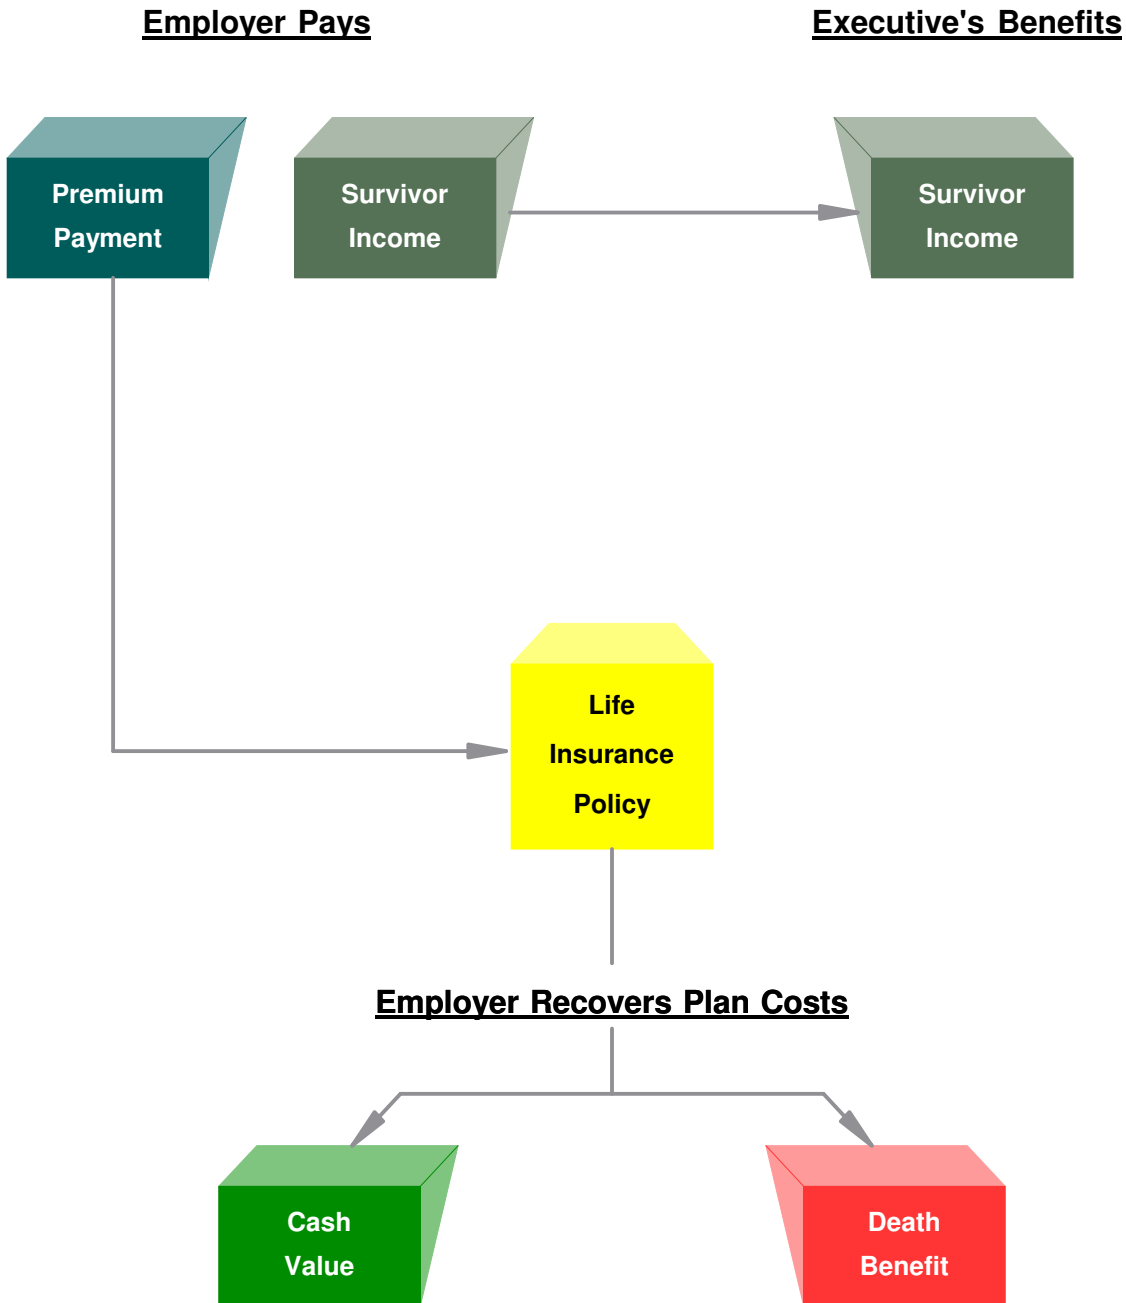 Employer Pays
Executive's Benefits
Premium
Payment
Survivor
Income
Survivor
Income
Life
Insurance
Policy
Employer Recovers Plan Costs
Cash
Value
Death
Benefit